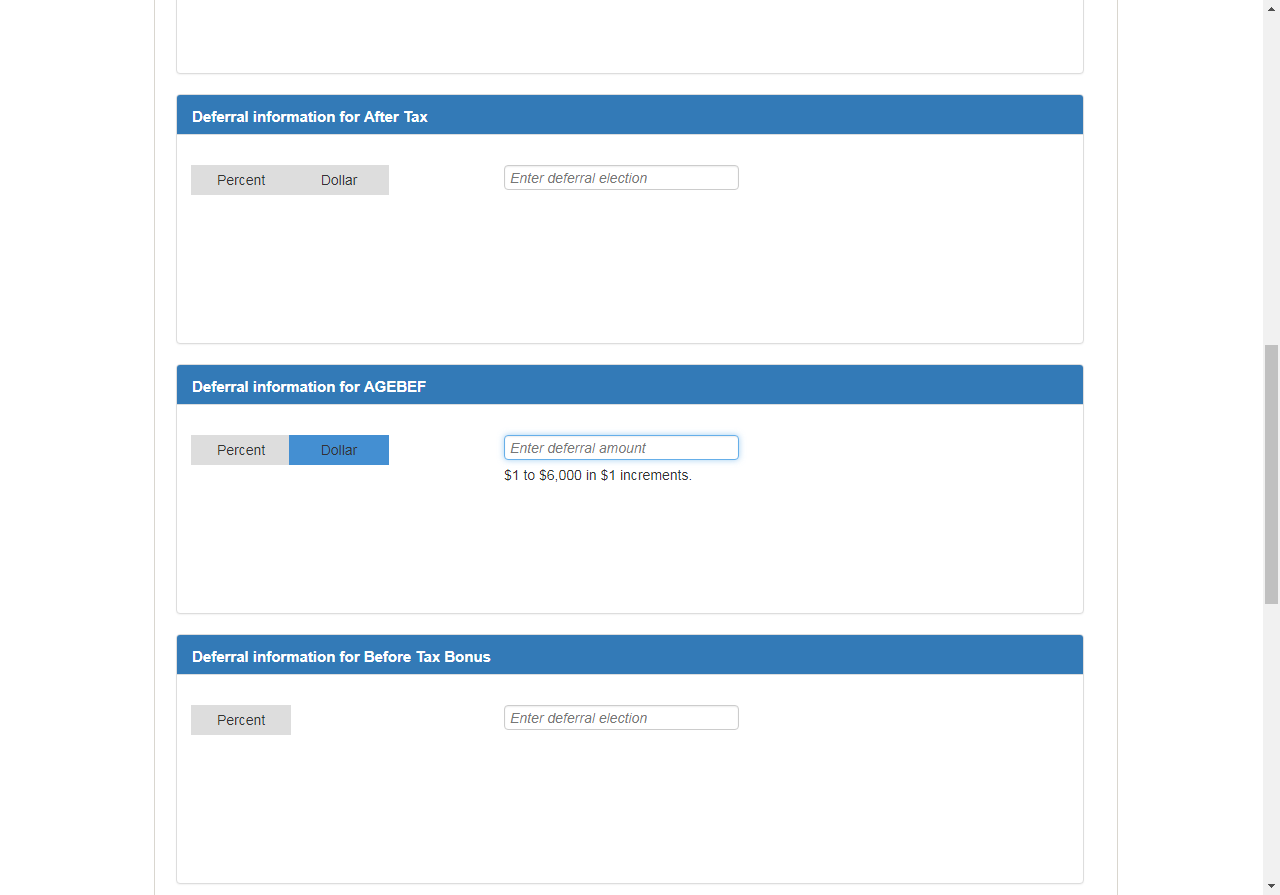 Deferral information for After Tax
Percent Dollar Enter deferral election
Deferral information for AGEBEF
Percent Dollar Enter deferral amount
$1 to $6,000 in $1 increments.
Deferral information for Before Tax Bonus
Percent Enter deferral election